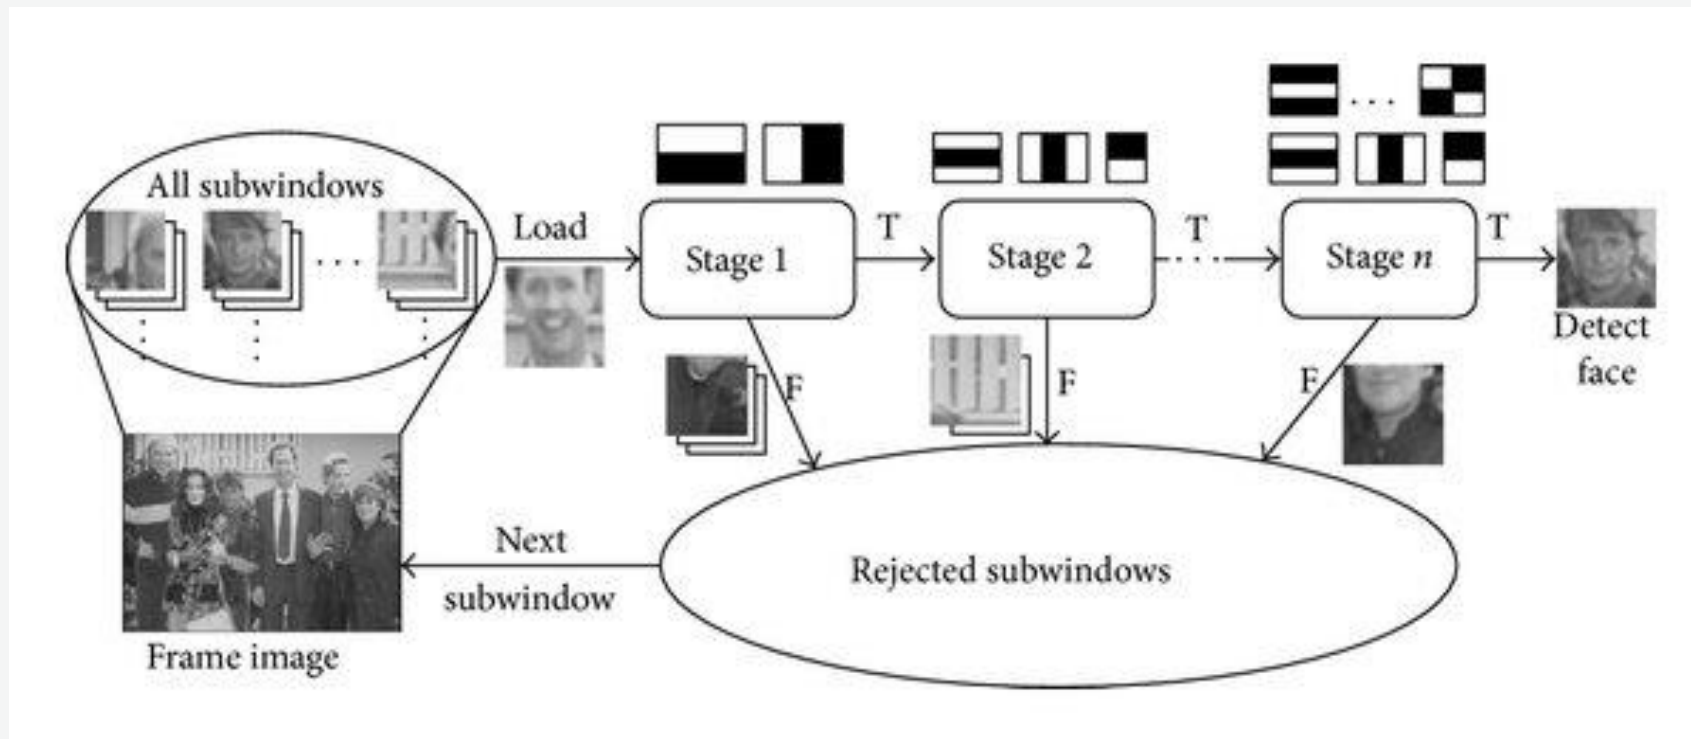 All subwindows
Load
Stage 1
T
Stage 2
T
Stage n
T
Detect
face
F
F
F
Rejected subwindows
Next
subwindow
Frame image